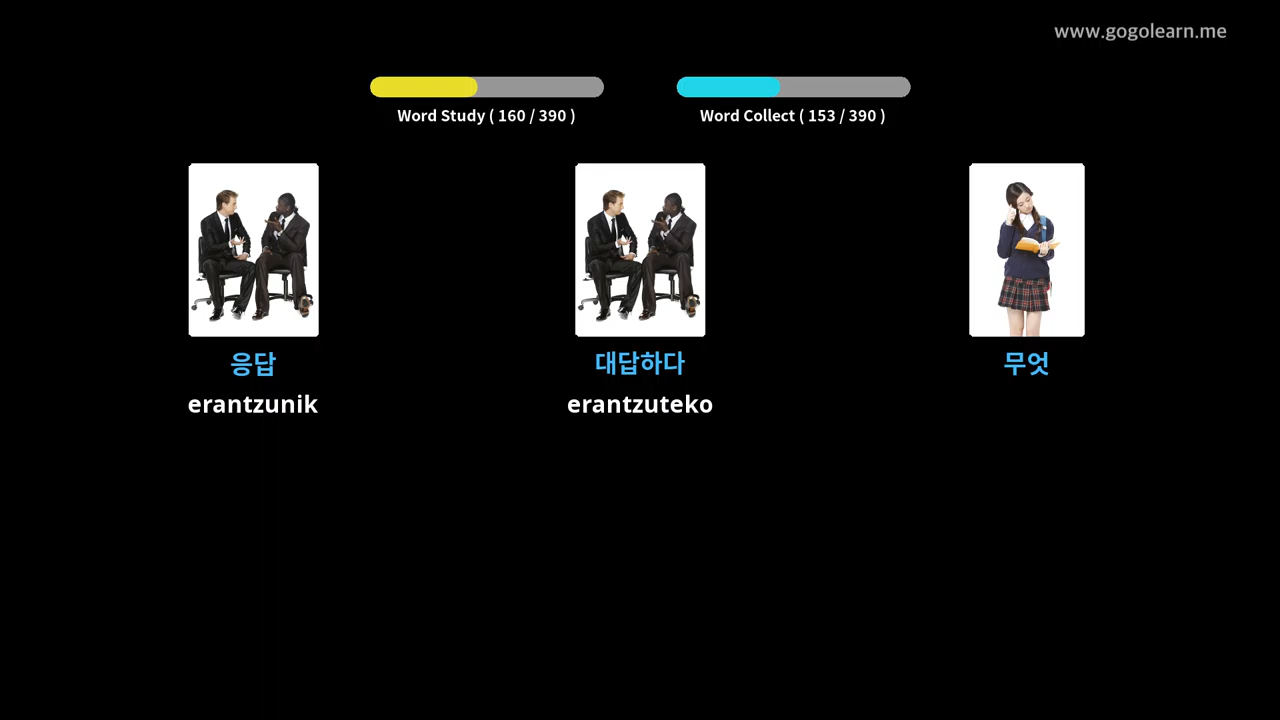 www.gogolearn.me
Word Study ( 160 / 390 )
Word Collect ( 153 / 390 )
응답
대답하다
무엇
erantzunik
erantzuteko